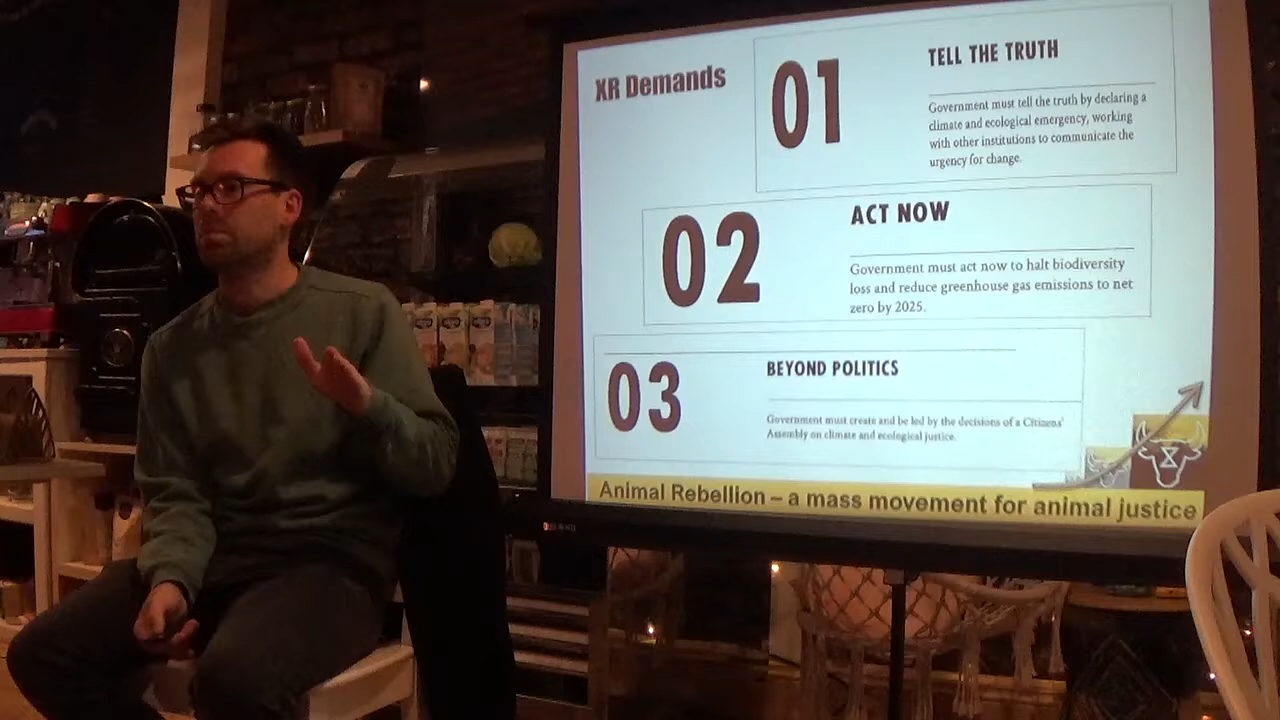 XR Demands
01
TELL THE TRUTH
Government must tell the truth by declaring a
climate and ecological emergency, working
with other institutions to communicate the
urgency for change.
02
ACT NOW
Government must act now to halt biodiversity
loss and reduce greenhouse gas emissions to net
zero by 2025.
03
BEYOND POLITICS
Government must create and be led by the decisions of a Citizens'
Assembly on climate and ecological justice.
Animal Rebellion – a mass movement for animal justice